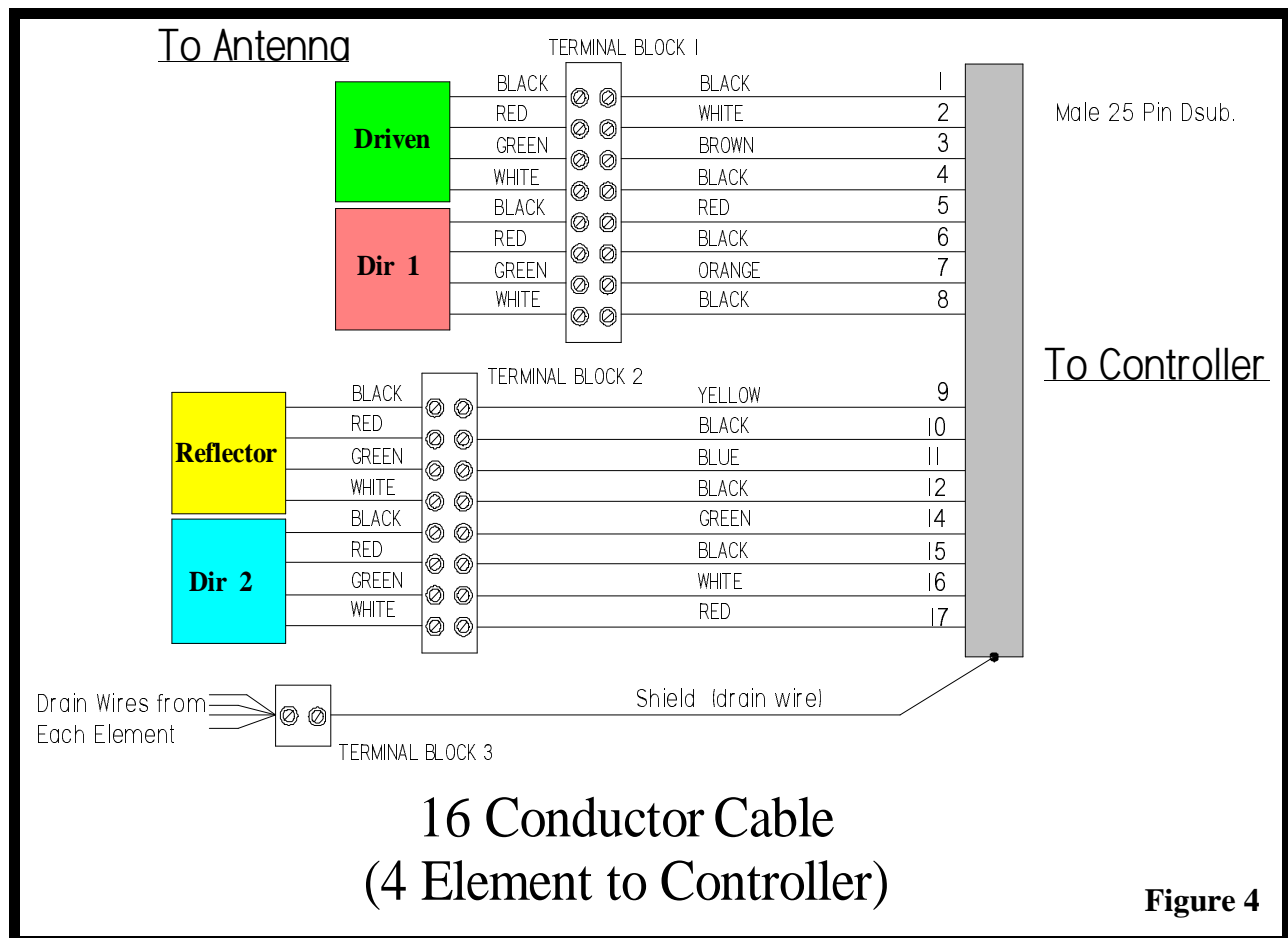 To Antenna
TERMINAL BLOCK 1
BLACK BLACK 1
RED WHITE 2
Male 25 Pin Dsub.
Driven
GREEN BROWN 3
WHITE BLACK 4
BLACK RED 5
RED BLACK 6
Dir 1
GREEN ORANGE 7
WHITE BLACK 8
To Controller
TERMINAL BLOCK 2
BLACK YELLOW 9
RED BLACK 10
Reflector
GREEN BLUE 11
WHITE BLACK 12
BLACK GREEN 14
RED BLACK 15
Dir 2
GREEN WHITE 16
WHITE RED 17
Drain Wires from
Each Element
Shield (drain wire)
TERMINAL BLOCK 3
16 Conductor Cable
(4 Element to Controller)
Figure 4